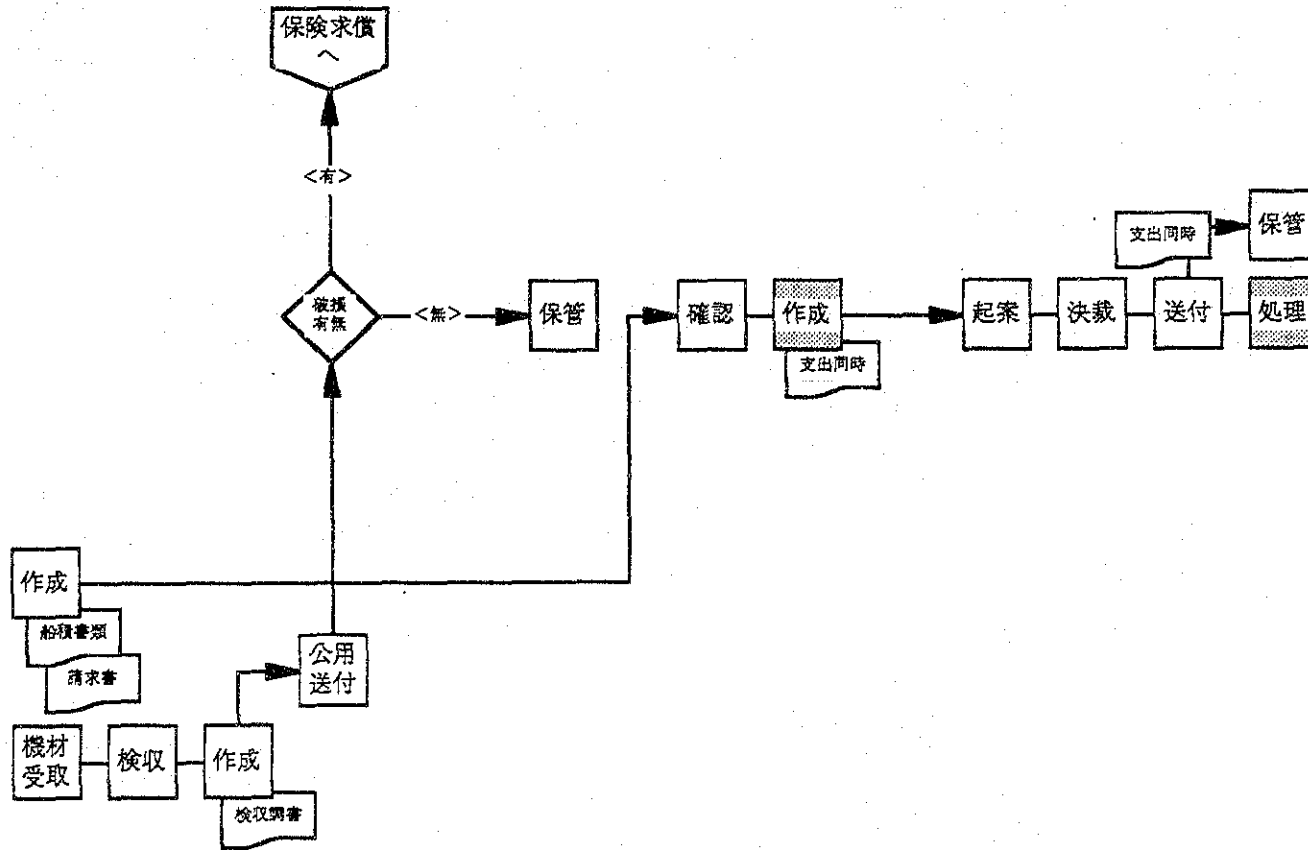 保険求償
へ
<有>
破損
有無
<無>
保管
確認
作成
支出同時
起案
決裁
送付
支出同時
保管
処理
作成
船積書類
請求書
公用
送付
機材
受取
検収
作成
検収調書